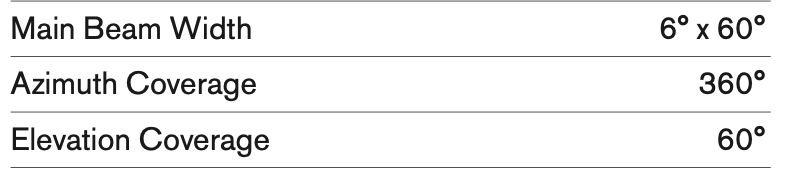 Main Beam Width 6° x 60°
Azimuth Coverage 360°
Elevation Coverage 60°